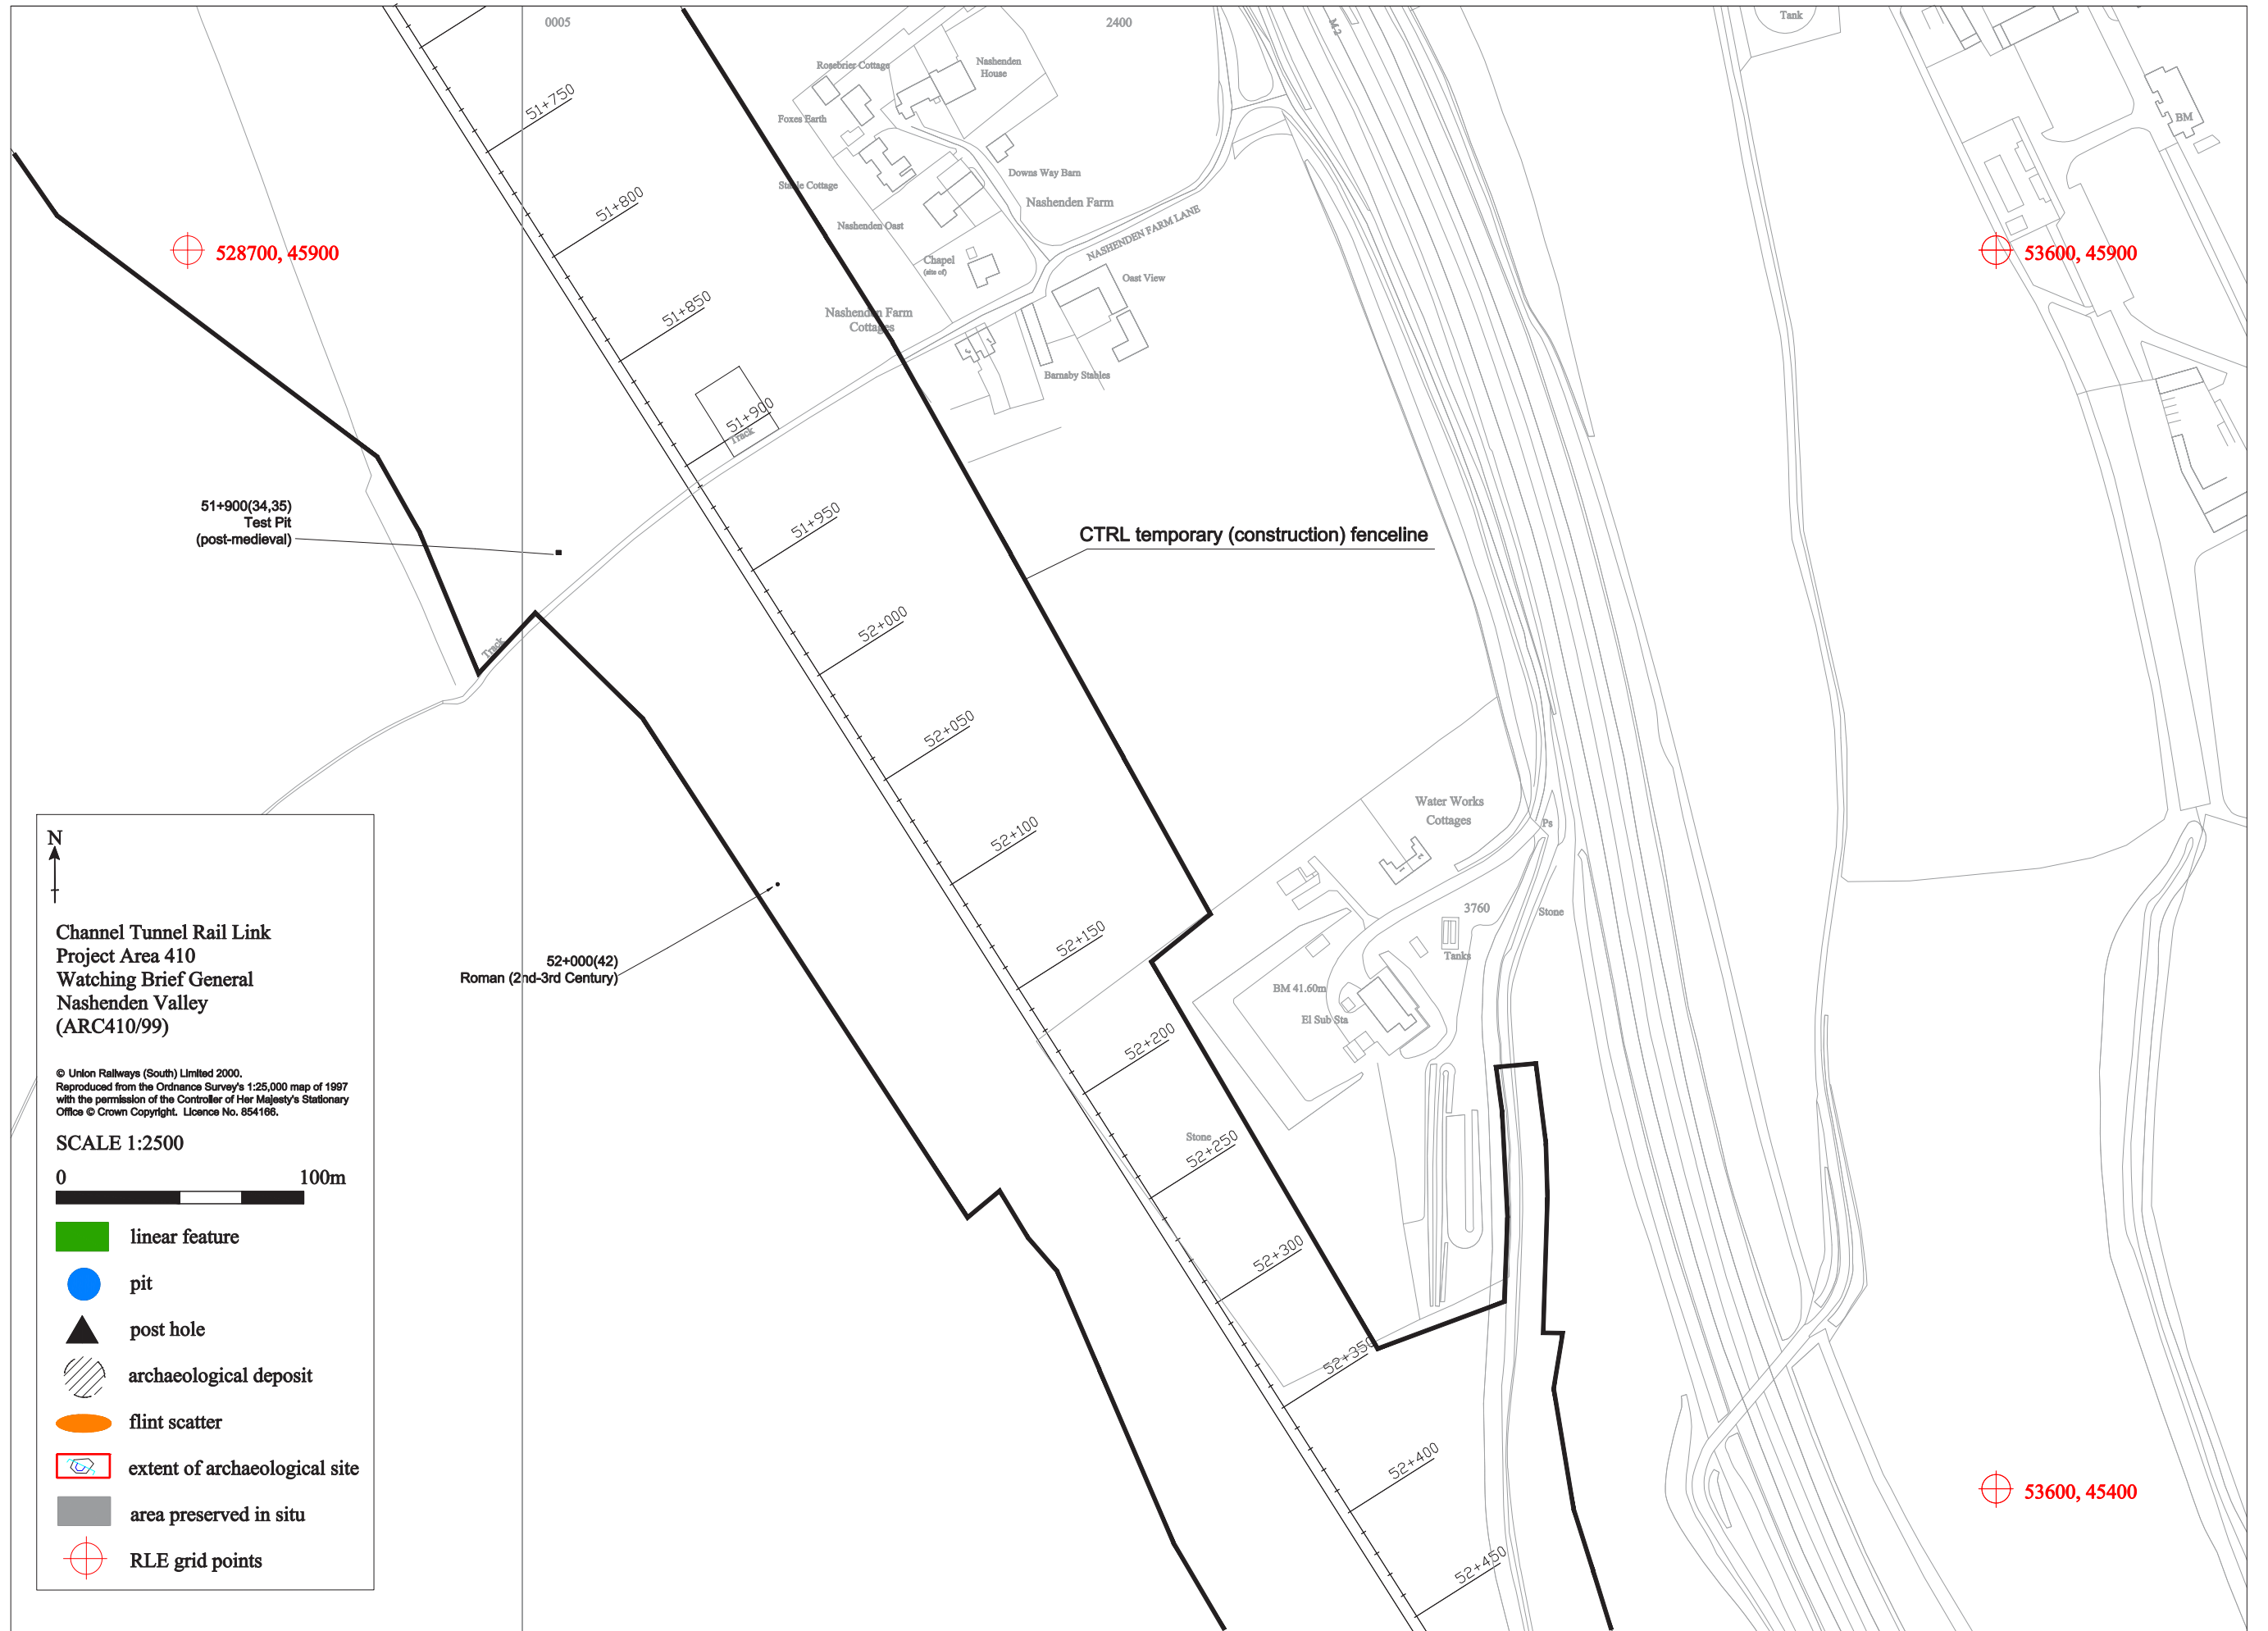 0005
2400
M-2
Tank
Rosebrier Cottage
Nashenden
House
BM
51+750
Foxes Earth
Downs Way Barn
Stable Cottage
Nashenden Farm
51+800
Nashenden Oast
NASHENDEN FARM LANE
528700, 45900
53600, 45900
Chapel
(site of)
Oast View
51+850
Nashenden Farm
Cottages
Barnaby Stables
51+900
Track
51+900(34,35)
Test Pit
(post-medieval)
51+950
CTRL temporary (construction) fenceline
52+000
Track
52+050
Water Works
Cottages
Ps
52+100
3760
Stone
52+150
Tanks
52+000(42)
Roman (2nd-3rd Century)
BM 41.60m
El Sub Sta
52+200
Stone
52+250
52+300
52+350
52+400
53600, 45400
52+450
N
Channel Tunnel Rail Link
Project Area 410
Watching Brief General
Nashenden Valley
(ARC410/99)
© Union Railways (South) Limited 2000.
Reproduced from the Ordnance Survey's 1:25,000 map of 1997
with the permission of the Controller of Her Majesty's Stationary
Office © Crown Copyright. Licence No. 854166.
SCALE 1:2500
0 100m
linear feature
pit
post hole
archaeological deposit
flint scatter
extent of archaeological site
area preserved in situ
RLE grid points